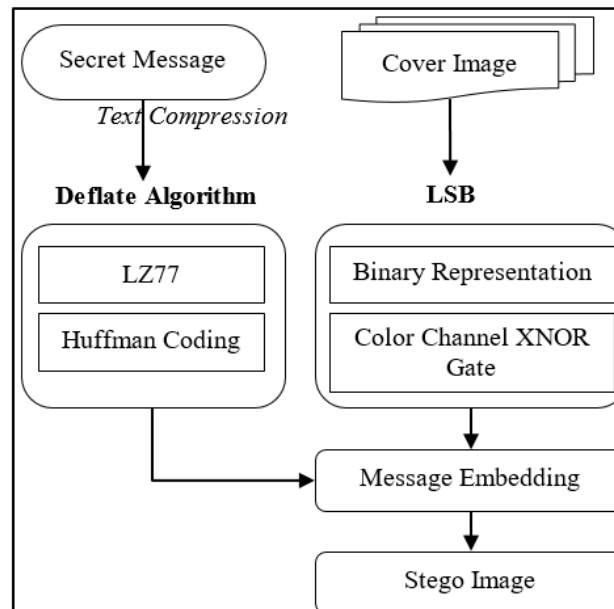 Secret Message
Cover Image
Text Compression
Deflate Algorithm
LSB
LZ77
Binary Representation
Huffman Coding
Color Channel XNOR
Gate
Message Embedding
Stego Image